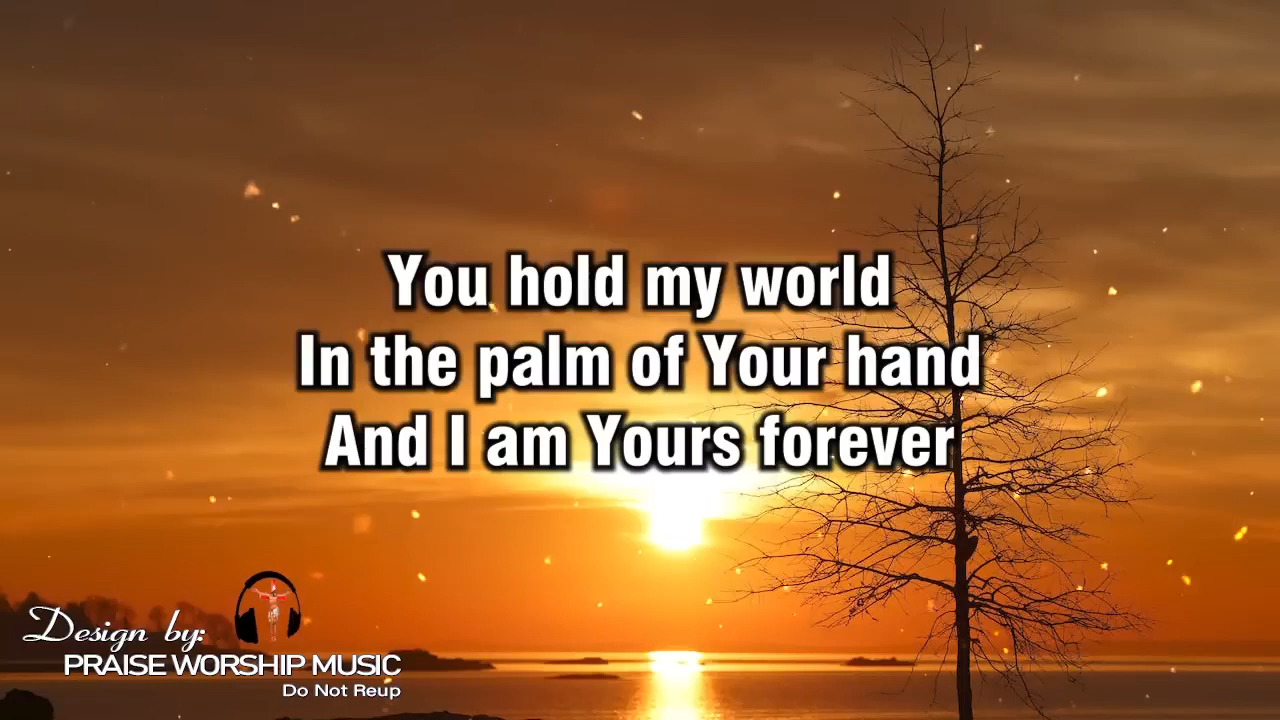 You hold my world
In the palm of Your hand
And I am Yours forever
Design by:
PRAISE WORSHIP MUSIC
Do Not Reup